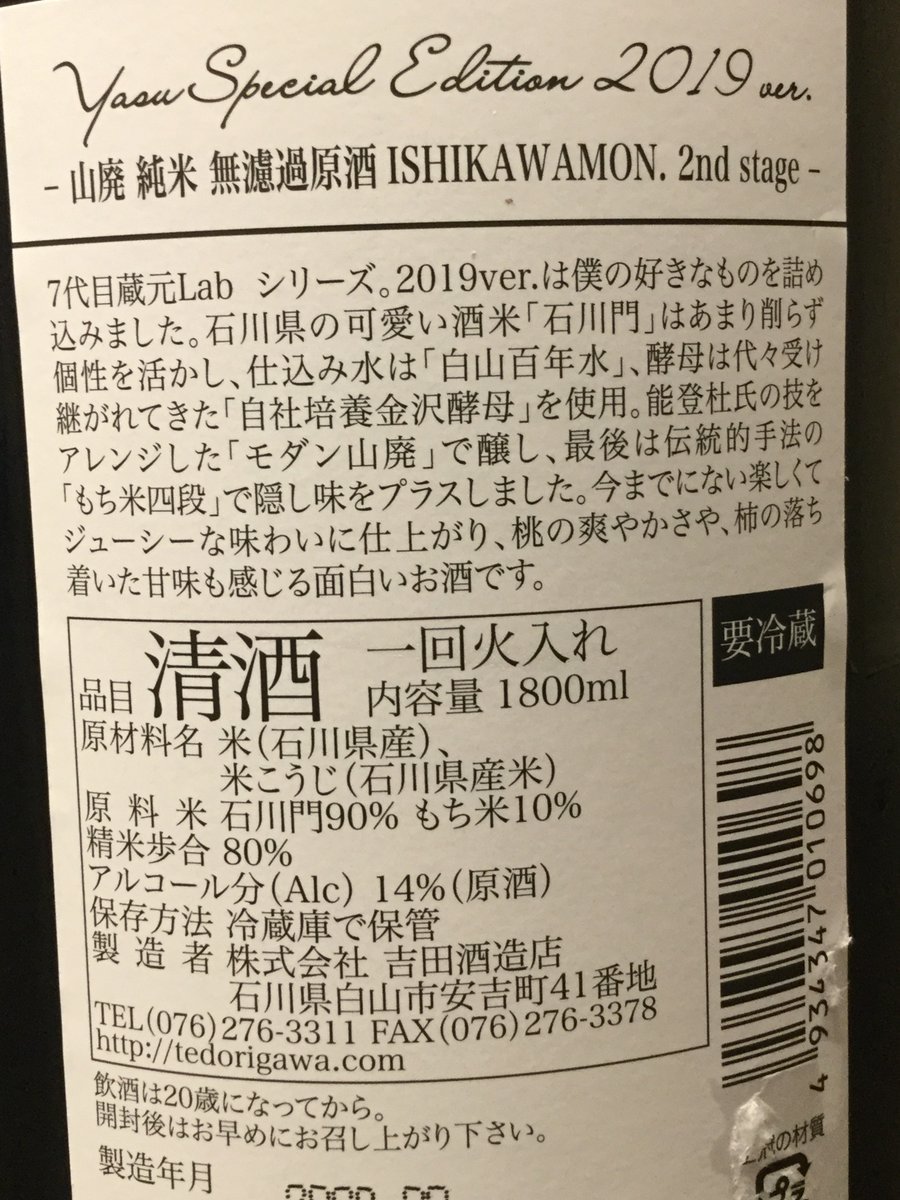 Yasu Special Edition 2019 ver.
- 山廃 純米 無濾過原酒 ISHIKAWAMON. 2nd stage -
7代目蔵元Lab シリーズ。2019ver.は僕の好きなものを詰め
込みました。石川県の可愛い酒米「石川門」はあまり削らず
個性を活かし、仕込み水は「白山百年水」、酵母は代々受け
継がれてきた「自社培養金沢酵母」を使用。能登杜氏の技を
アレンジした「モダン山廃」で醸し、最後は伝統的手法の
「もち米四段」で隠し味をプラスしました。今までにない楽しくて
ジューシーな味わいに仕上がり、桃の爽やかさや、柿の落ち
着いた甘味も感じる面白いお酒です。
品目 清酒 一回火入れ
内容量 1800ml
原材料名 米(石川県産)、
米こうじ(石川県産米)
原料米 石川門90% もち米10%
精米歩合 80%
アルコール分(Alc) 14%(原酒)
保存方法 冷蔵庫で保管
製造者 株式会社 吉田酒造店
石川県白山市安吉町41番地
TEL(076)276-3311 FAX(076)276-3378
http://tedorigawa.com
要冷蔵
4 934347 010698
飲酒は20歳になってから。
開封後はお早めにお召し上がり下さい。
製造年月
の材質